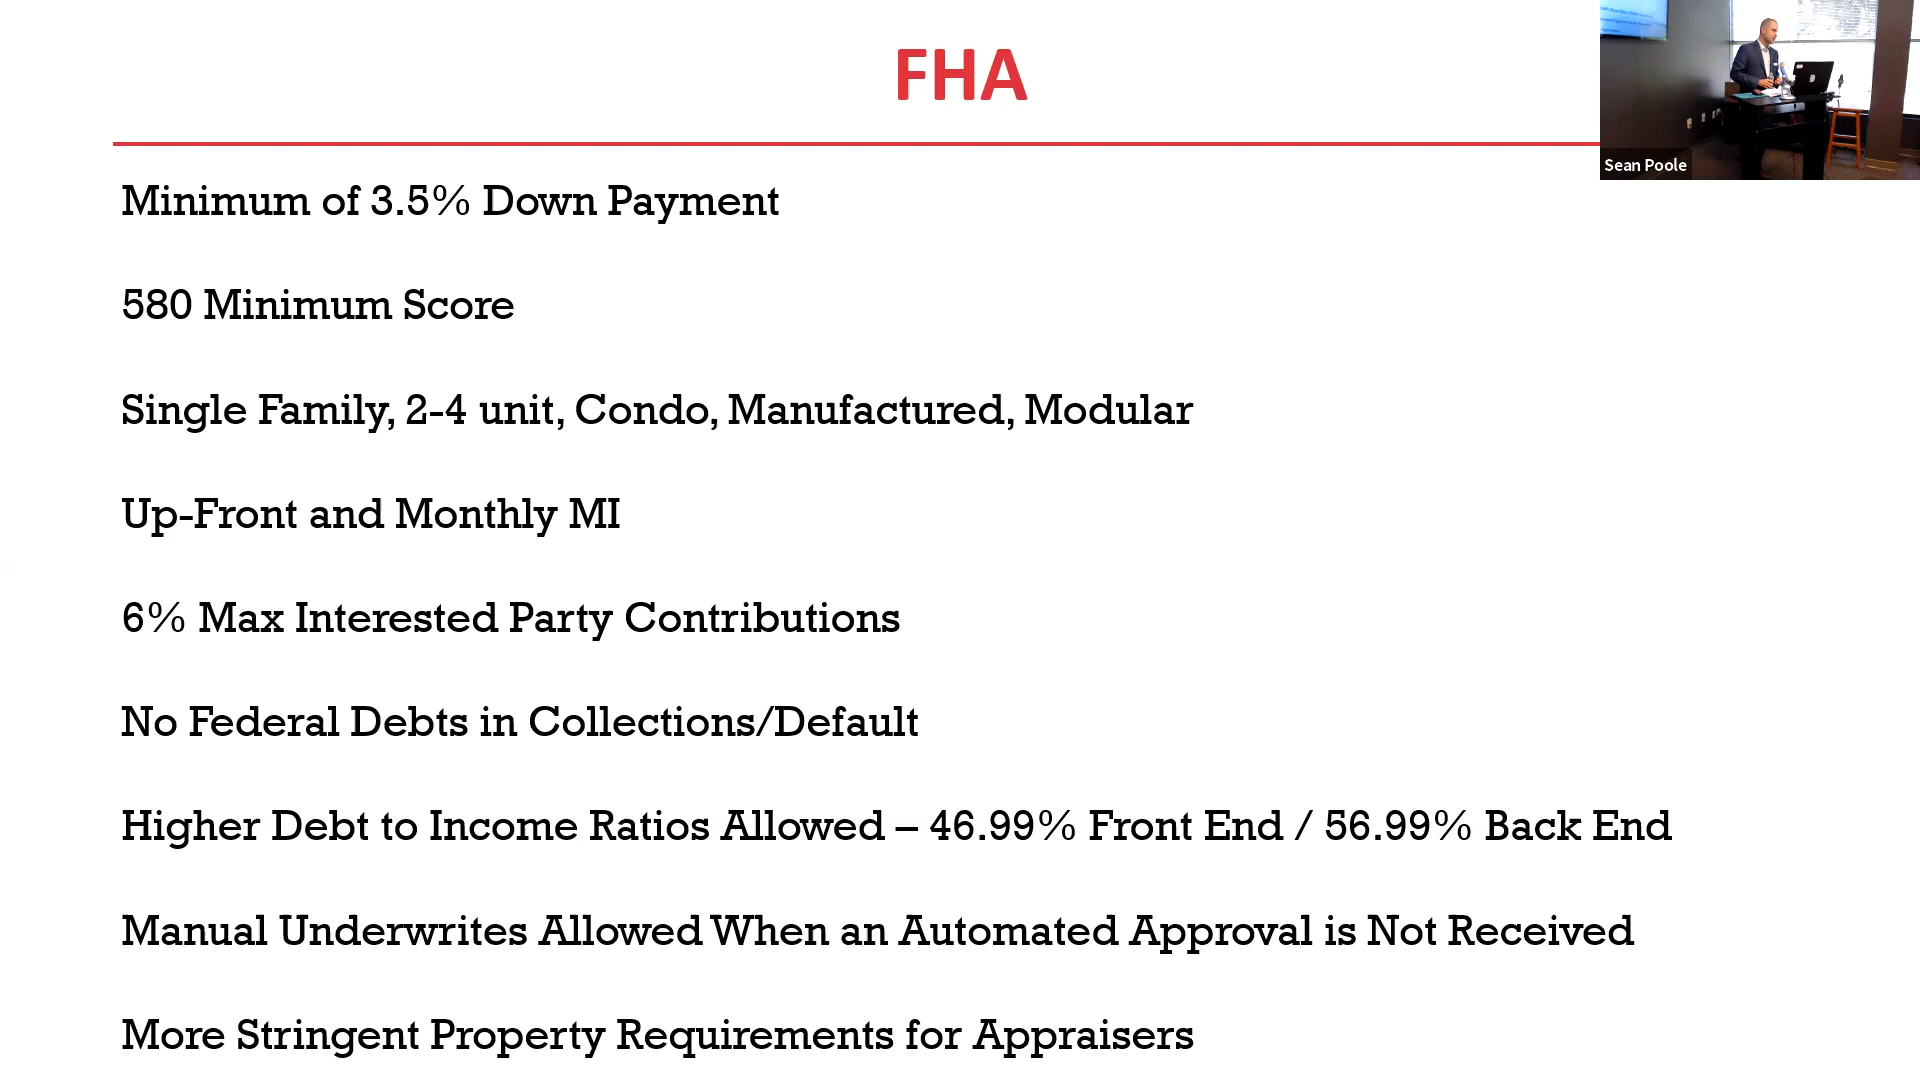 FHA
Sean Poole
Minimum of 3.5% Down Payment
580 Minimum Score
Single Family, 2-4 unit, Condo, Manufactured, Modular
Up-Front and Monthly MI
6% Max Interested Party Contributions
No Federal Debts in Collections/Default
Higher Debt to Income Ratios Allowed – 46.99% Front End / 56.99% Back End
Manual Underwrites Allowed When an Automated Approval is Not Received
More Stringent Property Requirements for Appraisers